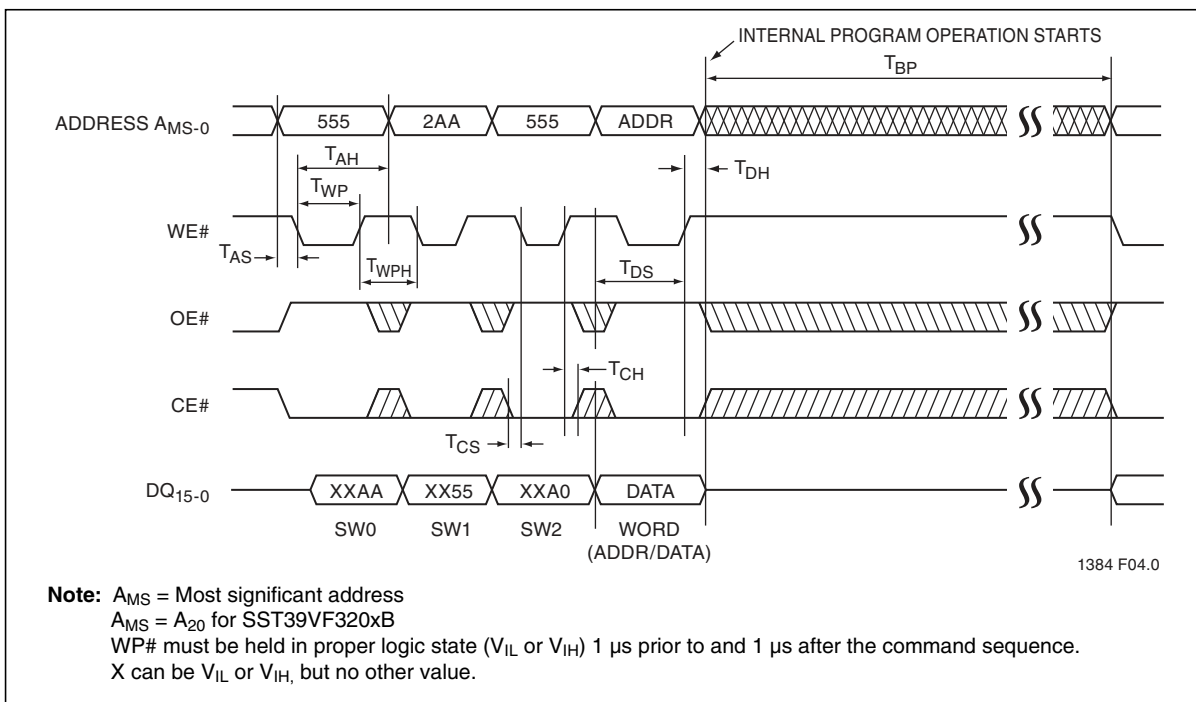 INTERNAL PROGRAM OPERATION STARTS
TBP
ADDRESS AMS-0
555
2AA
555
ADDR
TAH
TDH
TWP
WE#
TAS
TWPH
TDS
OE#
TCH
CE#
TCS
DQ15-0
XXAA
XX55
XXA0
DATA
SW0
SW1
SW2
WORD
(ADDR/DATA)
1384 F04.0
Note: AMS = Most significant address
AMS = A20 for SST39VF320xB
WP# must be held in proper logic state (VIL or VIH) 1 µs prior to and 1 µs after the command sequence.
X can be VIL or VIH, but no other value.